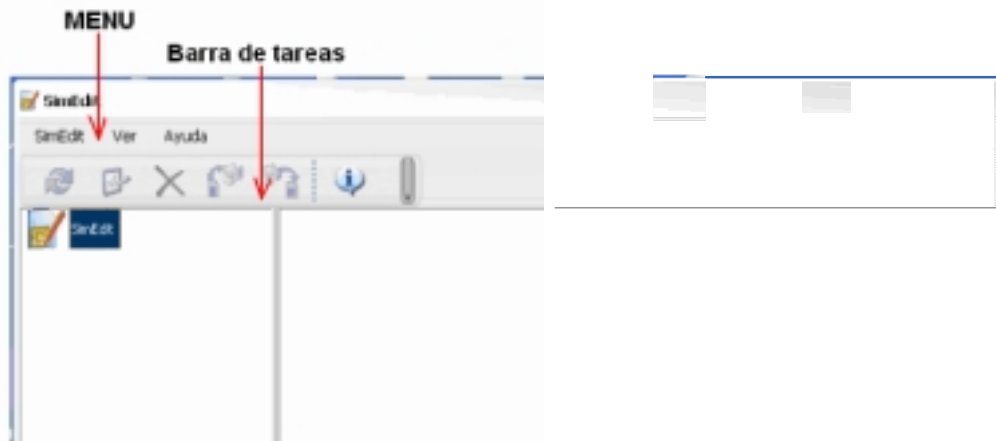 MENU
Barra de tareas
SimEdit
SimEdit Ver Ayuda
SimEdit